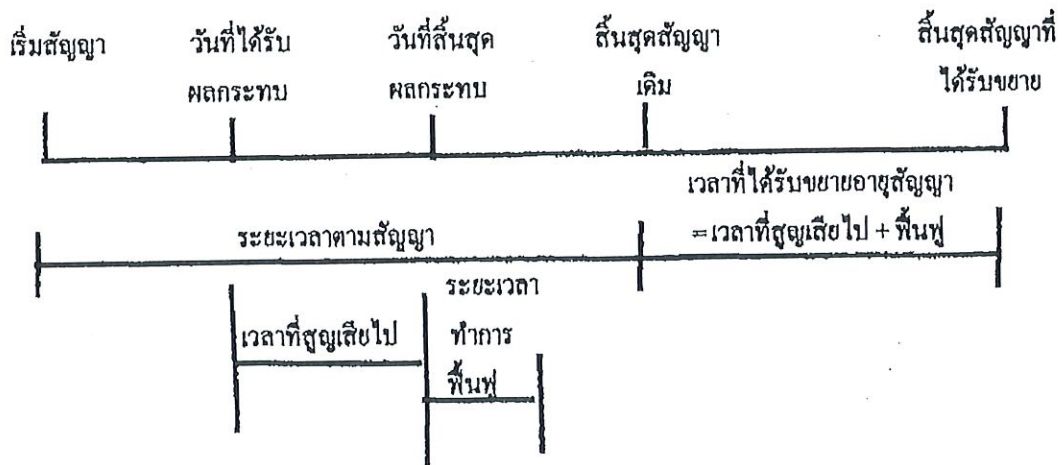 เริ่มสัญญา
วันที่ได้รับ
ผลกระทบ
วันที่สิ้นสุด
ผลกระทบ
สิ้นสุดสัญญา
เดิม
สิ้นสุดสัญญาที่
ได้รับขยาย
เวลาที่ได้รับขยายอายุสัญญา
=เวลาที่สูญเสียไป + ฟื้นฟู
ระยะเวลาตามสัญญา
เวลาที่สูญเสียไป
ระยะเวลา
ทำการ
ฟื้นฟู